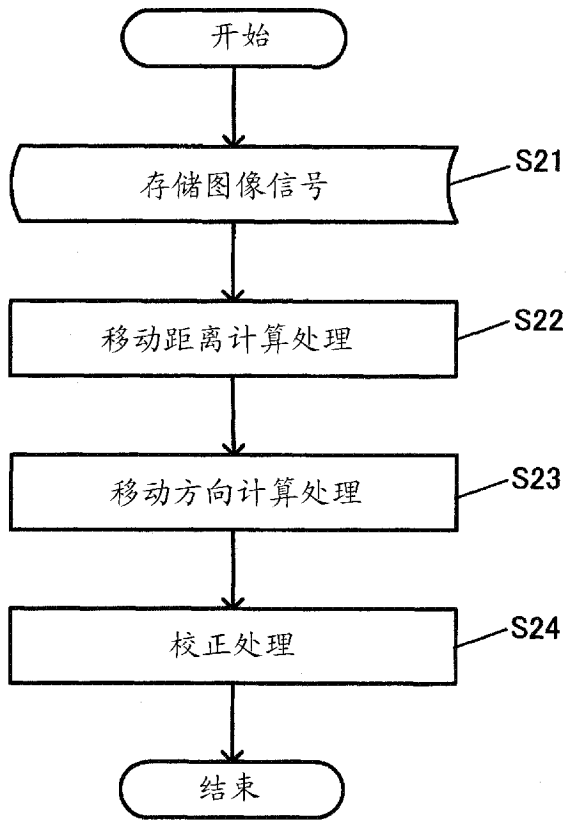 开始
存储图像信号
S21
移动距离计算处理
S22
移动方向计算处理
S23
校正处理
S24
结束